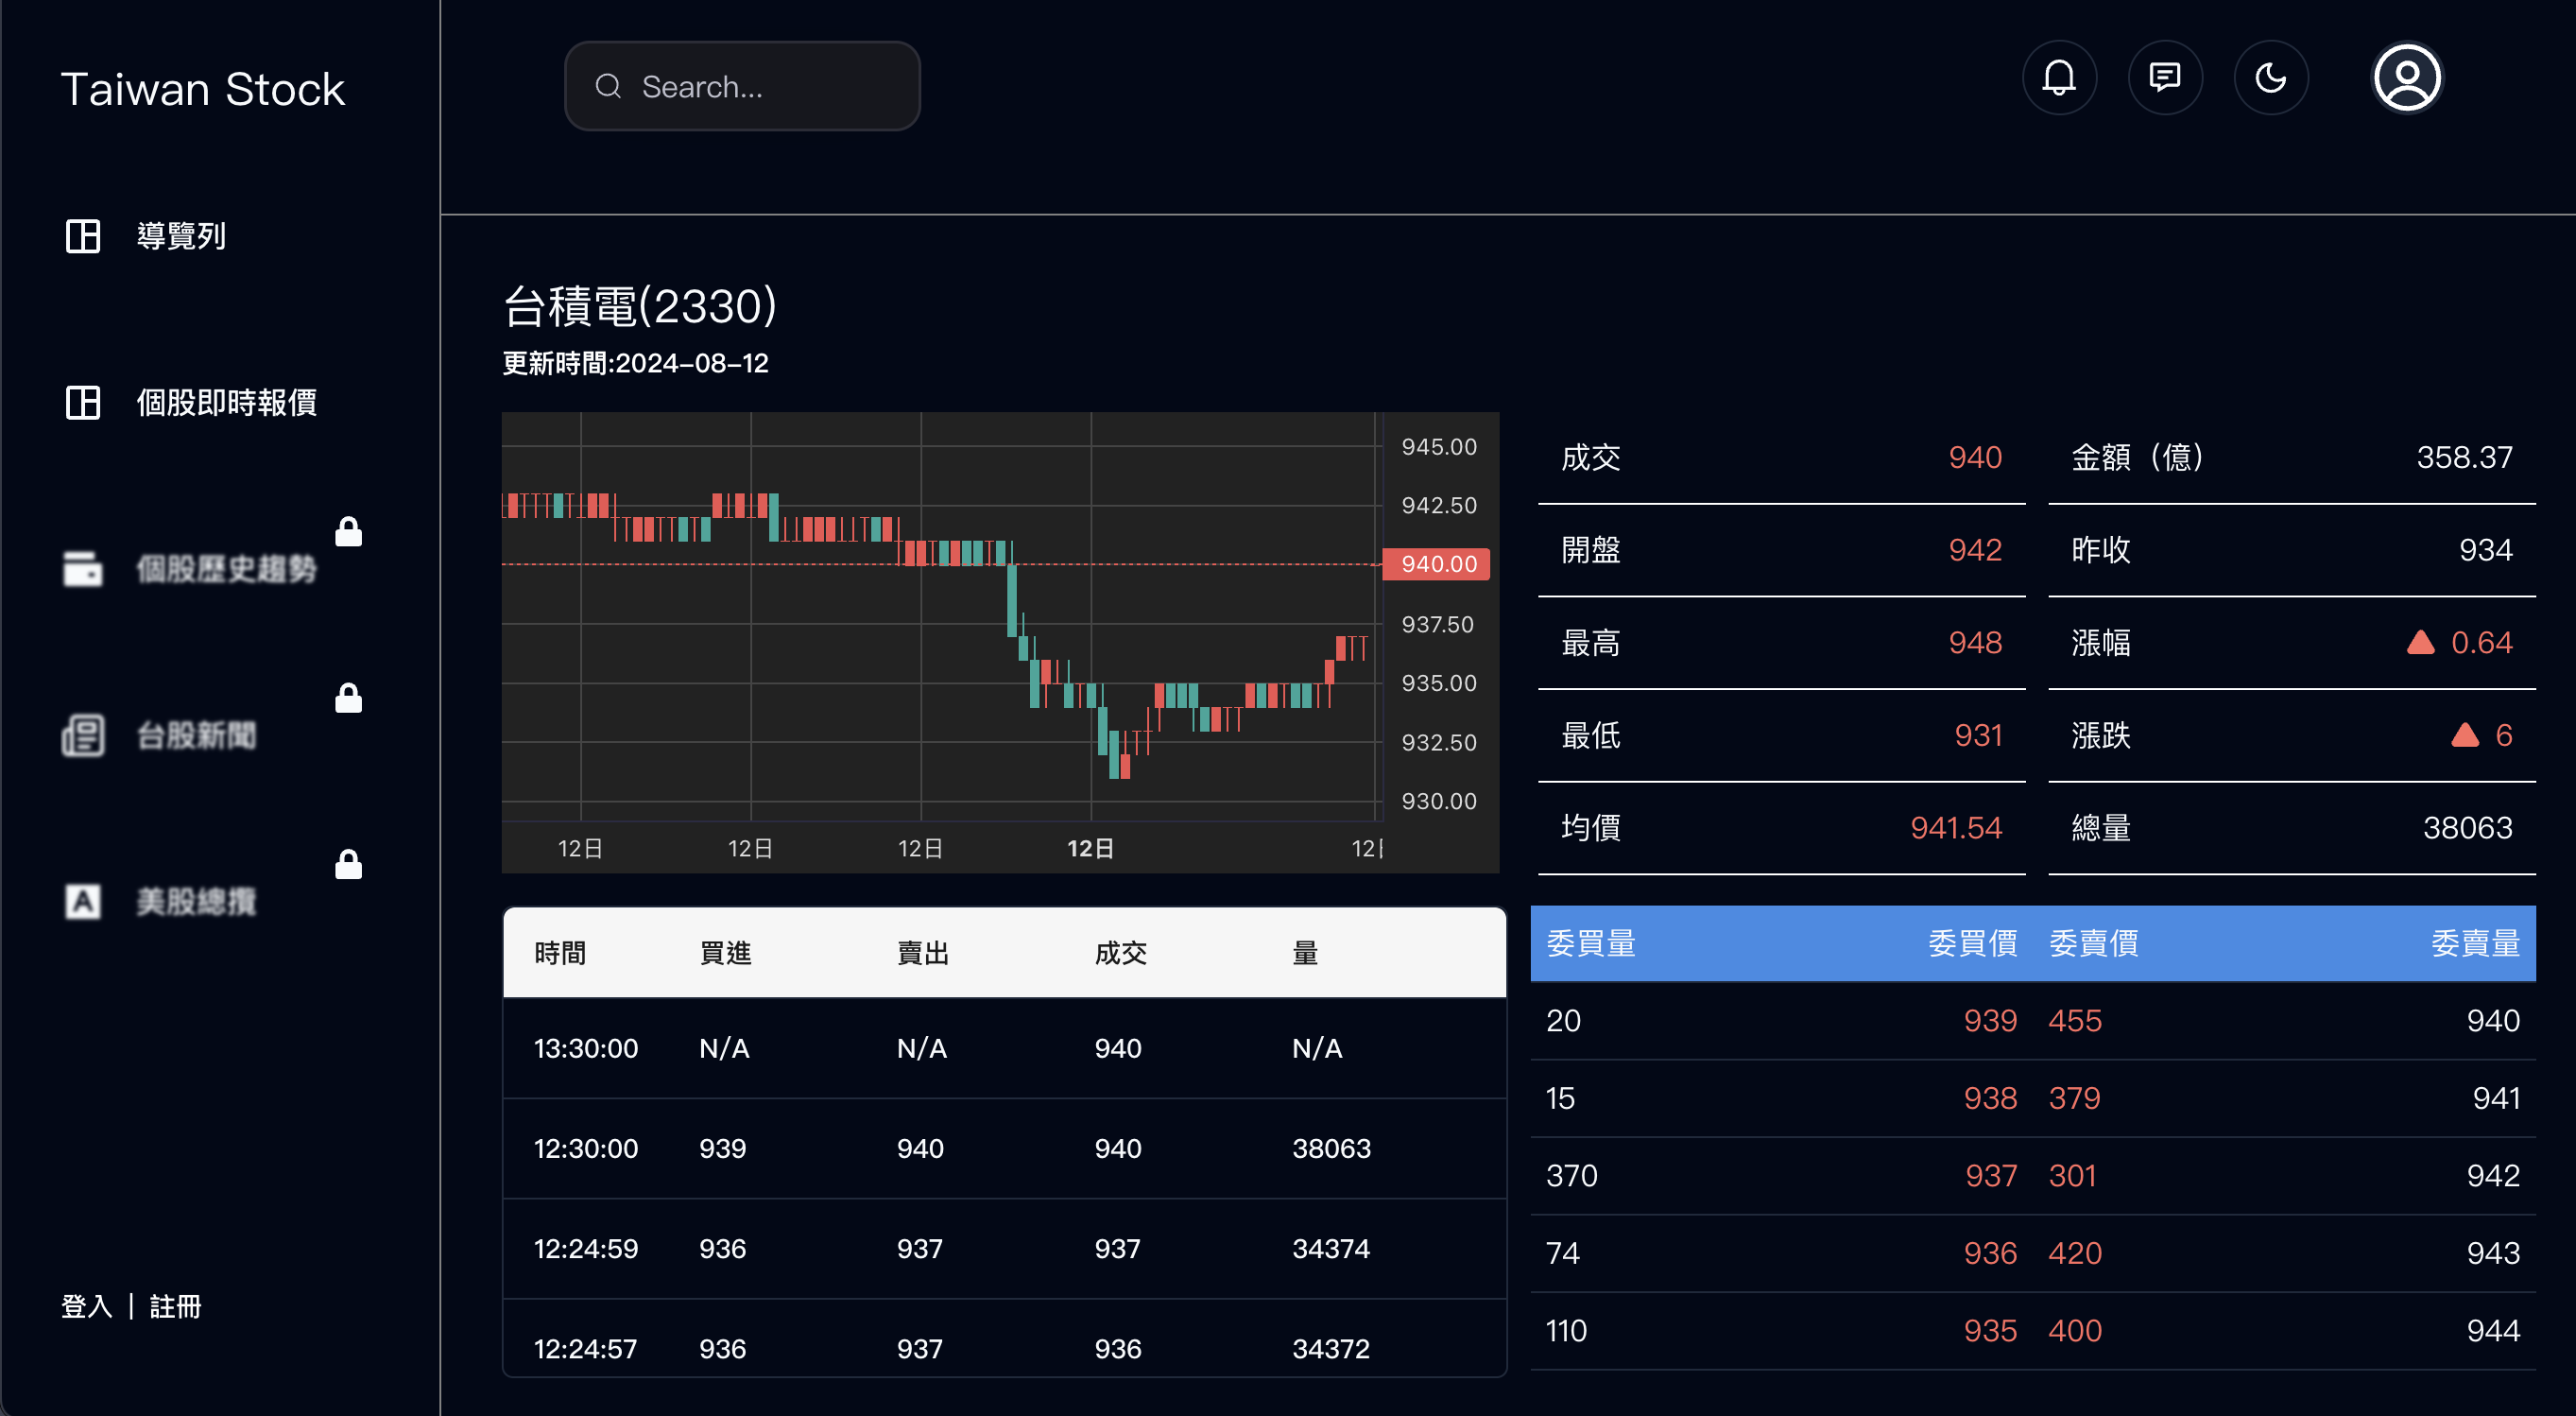 Taiwan Stock
Search...
導覽列
個股即時報價
個股歷史趨勢
台股新聞
美股總攬
登入 | 註冊
台積電(2330)
更新時間:2024-08-12
945.00
942.50
940.00
937.50
935.00
932.50
930.00
12日 12日 12日 12日 12日
成交 940 金額（億） 358.37
開盤 942 昨收 934
最高 948 漲幅 ▲ 0.64
最低 931 漲跌 ▲ 6
均價 941.54 總量 38063
時間 買進 賣出 成交 量
13:30:00 N/A N/A 940 N/A
12:30:00 939 940 940 38063
12:24:59 936 937 937 34374
12:24:57 936 937 936 34372
委買量 委買價 委賣價 委賣量
20 939 455 940
15 938 379 941
370 937 301 942
74 936 420 943
110 935 400 944